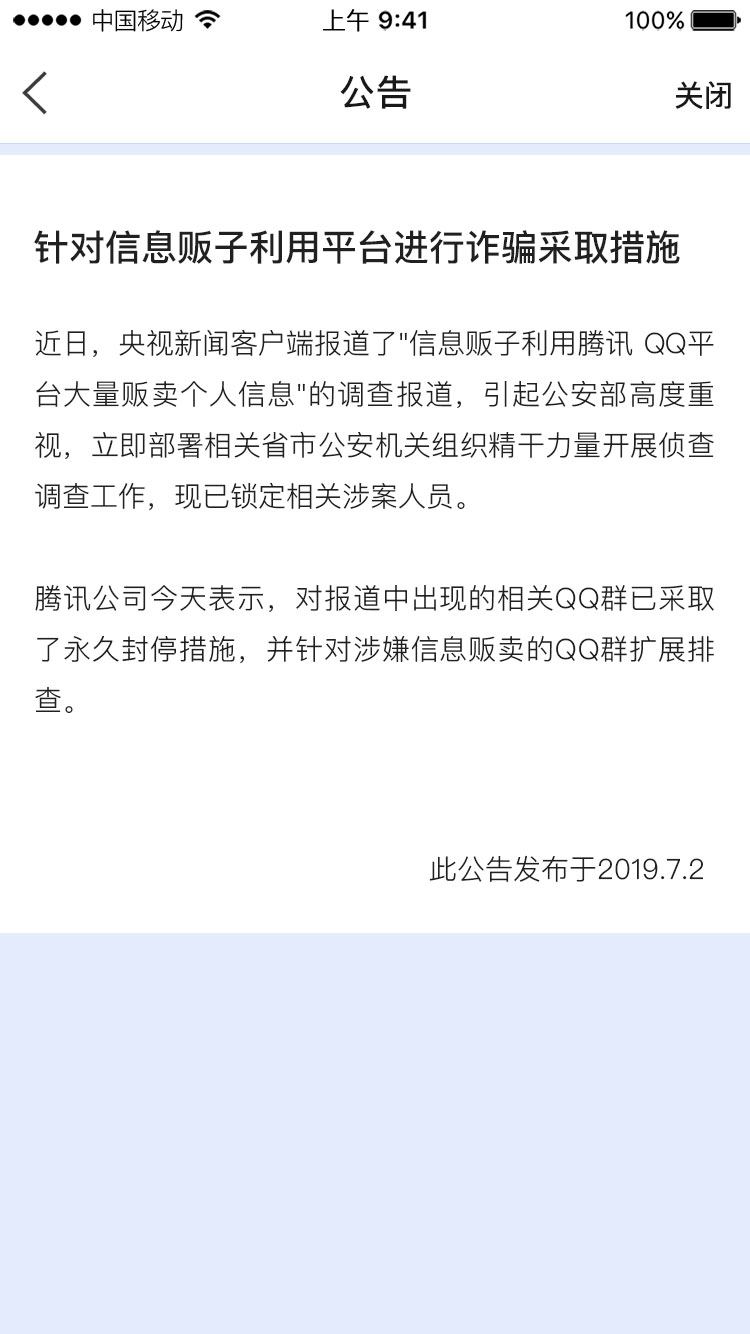 中国移动 上午 9:41 100%
公告 关闭
针对信息贩子利用平台进行诈骗采取措施
近日，央视新闻客户端报道了"信息贩子利用腾讯 QQ平
台大量贩卖个人信息"的调查报道，引起公安部高度重
视，立即部署相关省市公安机关组织精干力量开展侦查
调查工作，现已锁定相关涉案人员。
腾讯公司今天表示，对报道中出现的相关QQ群已采取
了永久封停措施，并针对涉嫌信息贩卖的QQ群扩展排
查。
此公告发布于2019.7.2